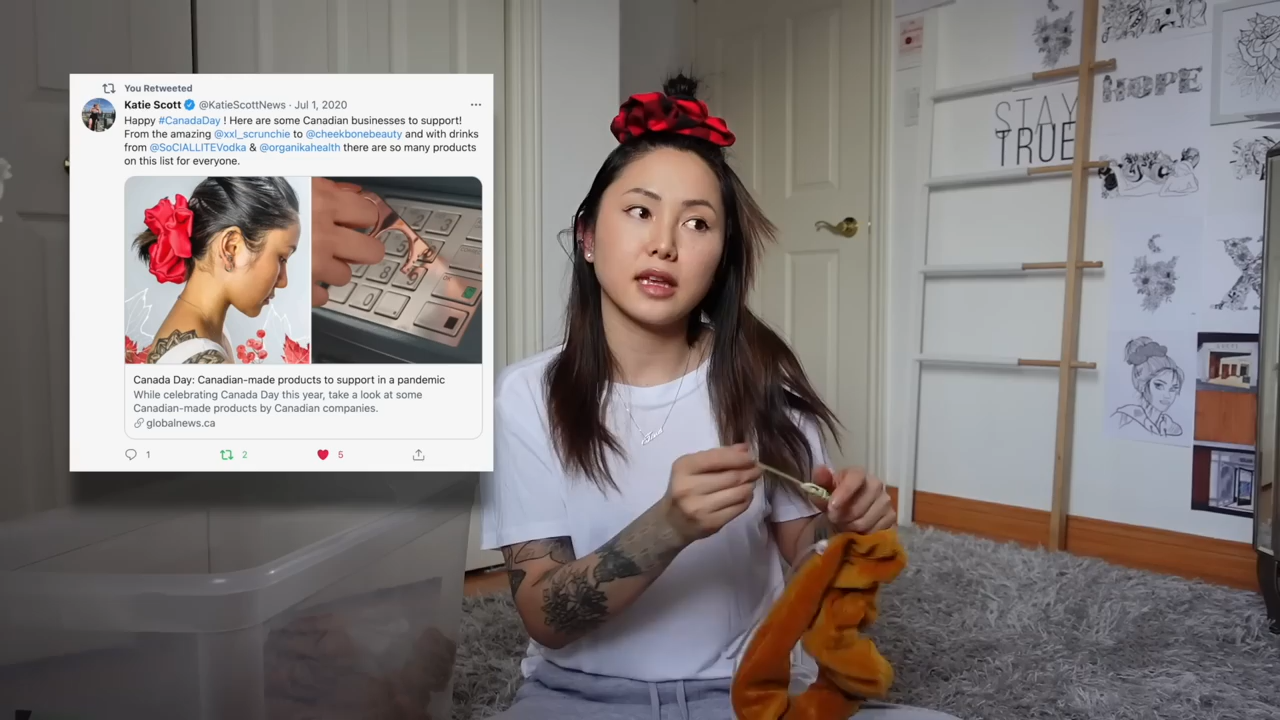 You Retweeted
Katie Scott @KatieScottNews · Jul 1, 2020
Happy #CanadaDay ! Here are some Canadian businesses to support!
From the amazing @xxl_scrunchie to @cheekbonebeauty and with drinks
from @SoCIALLITEVodka & @organikahealth there are so many products
on this list for everyone.
Canada Day: Canadian-made products to support in a pandemic
While celebrating Canada Day this year, take a look at some
Canadian-made products by Canadian companies.
globalnews.ca
1
2
5
HOPE
STAY
TRUE